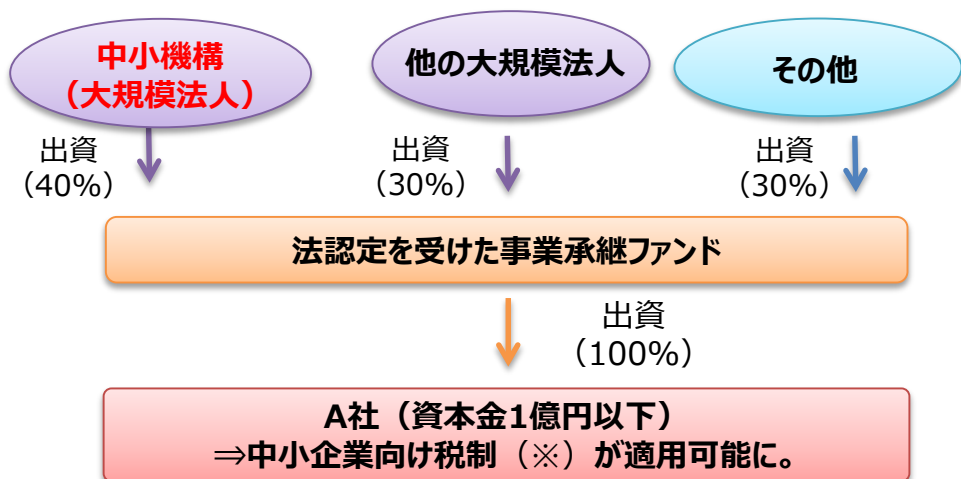 中小機構
（大規模法人）
他の大規模法人
その他
出資
（40%）
出資
（30%）
出資
（30%）
法認定を受けた事業承継ファンド
出資
（100%）
A社（資本金1億円以下）
⇒中小企業向け税制（※）が適用可能に。